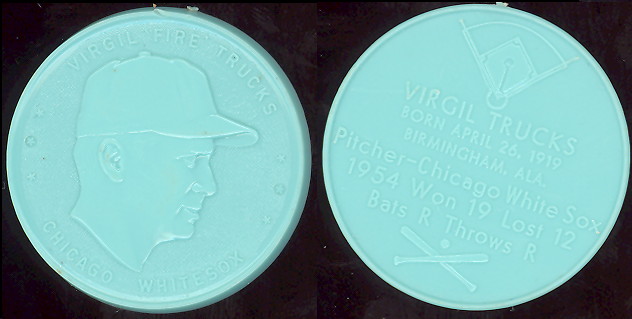 VIRGIL "FIRE" TRUCKS
CHICAGO WHITESOX
VIRGIL TRUCKS
BORN APRIL 26, 1919
BIRMINGHAM, ALA.
Pitcher-Chicago White Sox
1954 Won 19 Lost 12
Bats R Throws R